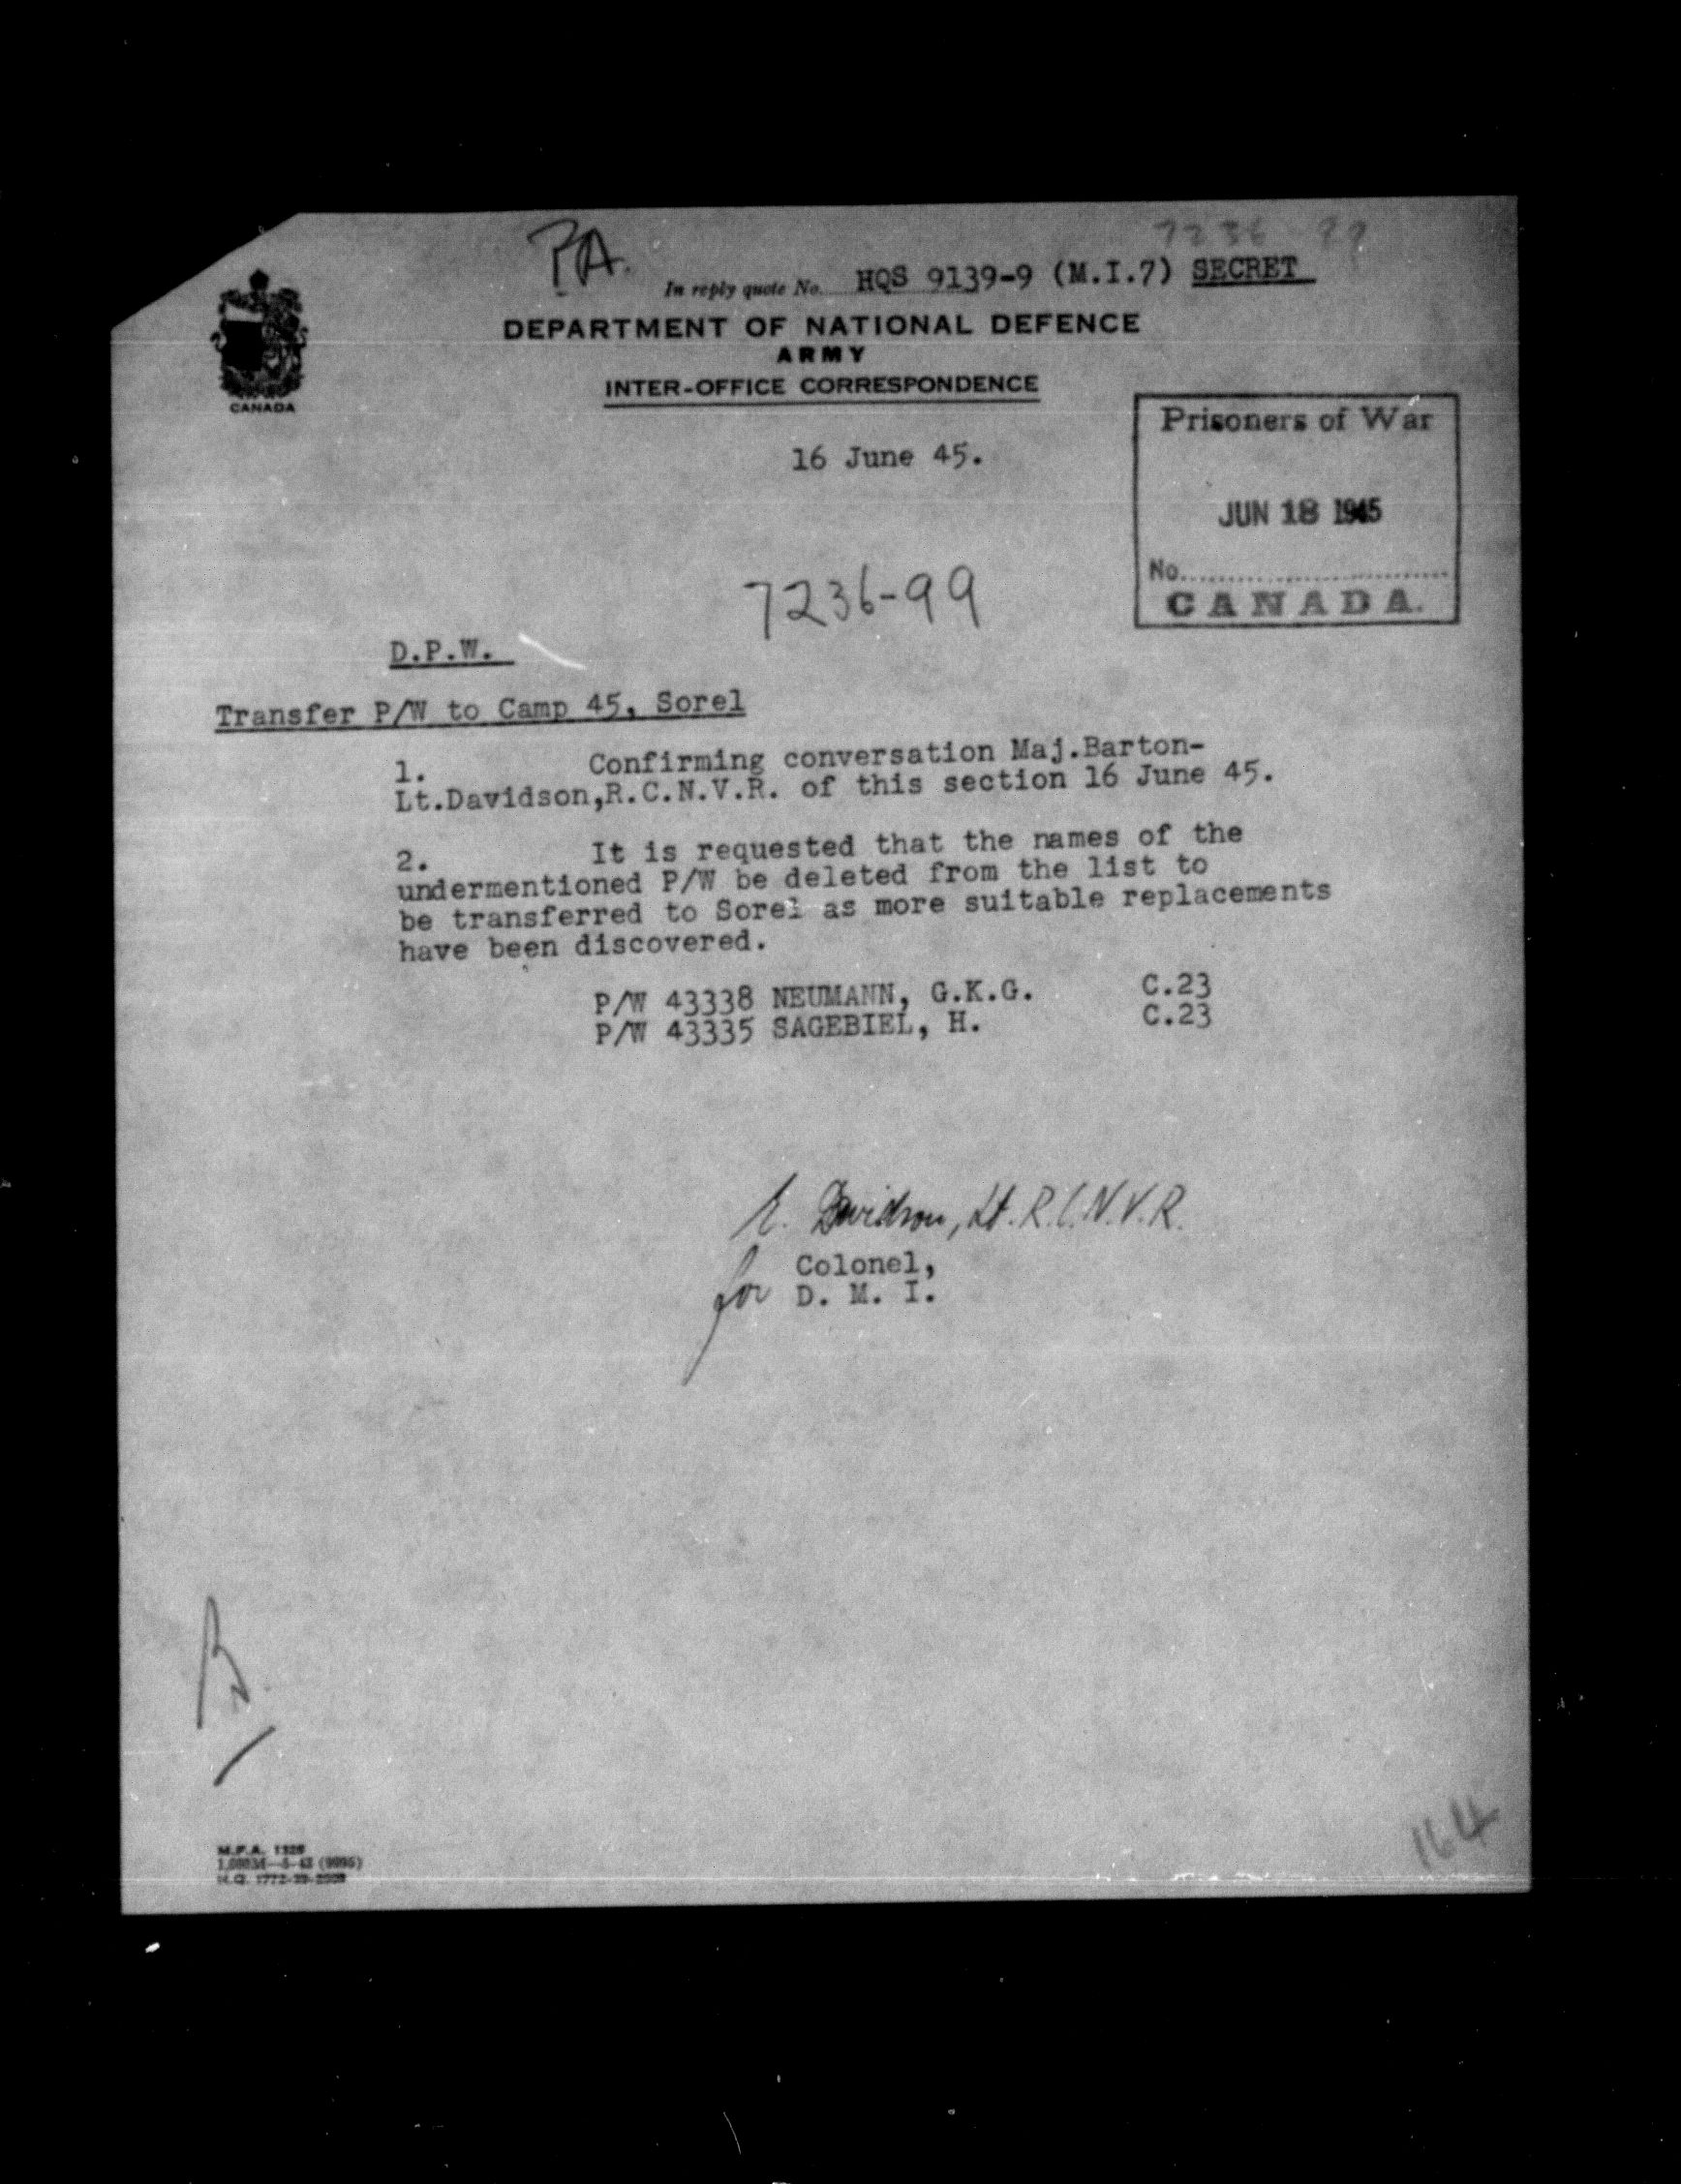 7236 99
PA.
In reply quote No. HQS 9139-9 (M.I.7) SECRET
DEPARTMENT OF NATIONAL DEFENCE
ARMY
INTER-OFFICE CORRESPONDENCE
CANADA
Prisoners of War
JUN 18 1945
No.
CANADA.
16 June 45.
7236-99
D.P.W.
Transfer P/W to Camp 45, Sorel
1. Confirming conversation Maj.Barton-
Lt.Davidson,R.C.N.V.R. of this section 16 June 45.
2. It is requested that the names of the
undermentioned P/W be deleted from the list to
be transferred to Sorel as more suitable replacements
have been discovered.
P/W 43338 NEUMANN, G.K.G. C.23
P/W 43335 SAGEBIEL, H. C.23
Davidson, Lt. R.C.N.V.R.
Colonel,
for D. M. I.
164
M.F.A. 1320